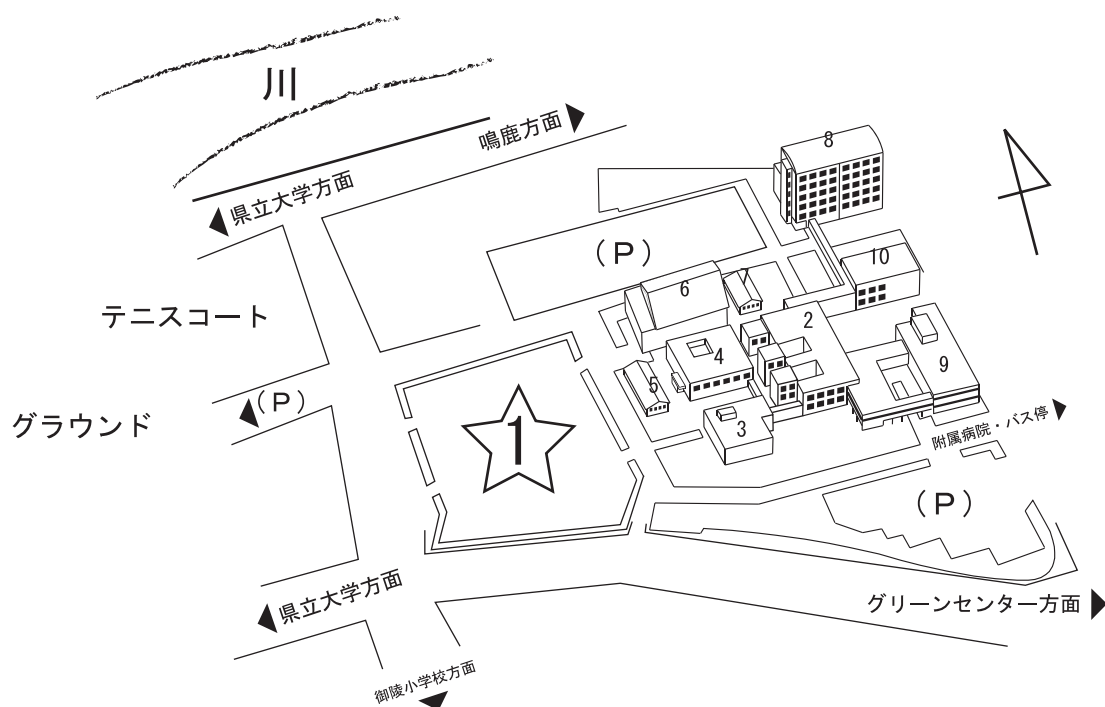 川
鳴鹿方面
県立大学方面
8
(P)
10
テニスコート
6
7
2
4
9
(P)
グラウンド
5
1
3
附属病院・バス停
(P)
県立大学方面
グリーンセンター方面
御陵小学校方面